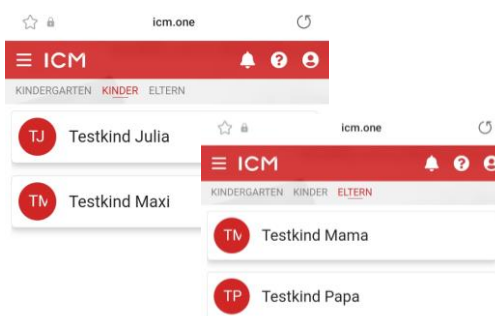 icm.one
ICM
KINDERGARTEN KINDER ELTERN
TJ Testkind Julia
TM Testkind Maxi
icm.one
ICM
KINDERGARTEN KINDER ELTERN
TM Testkind Mama
TP Testkind Papa